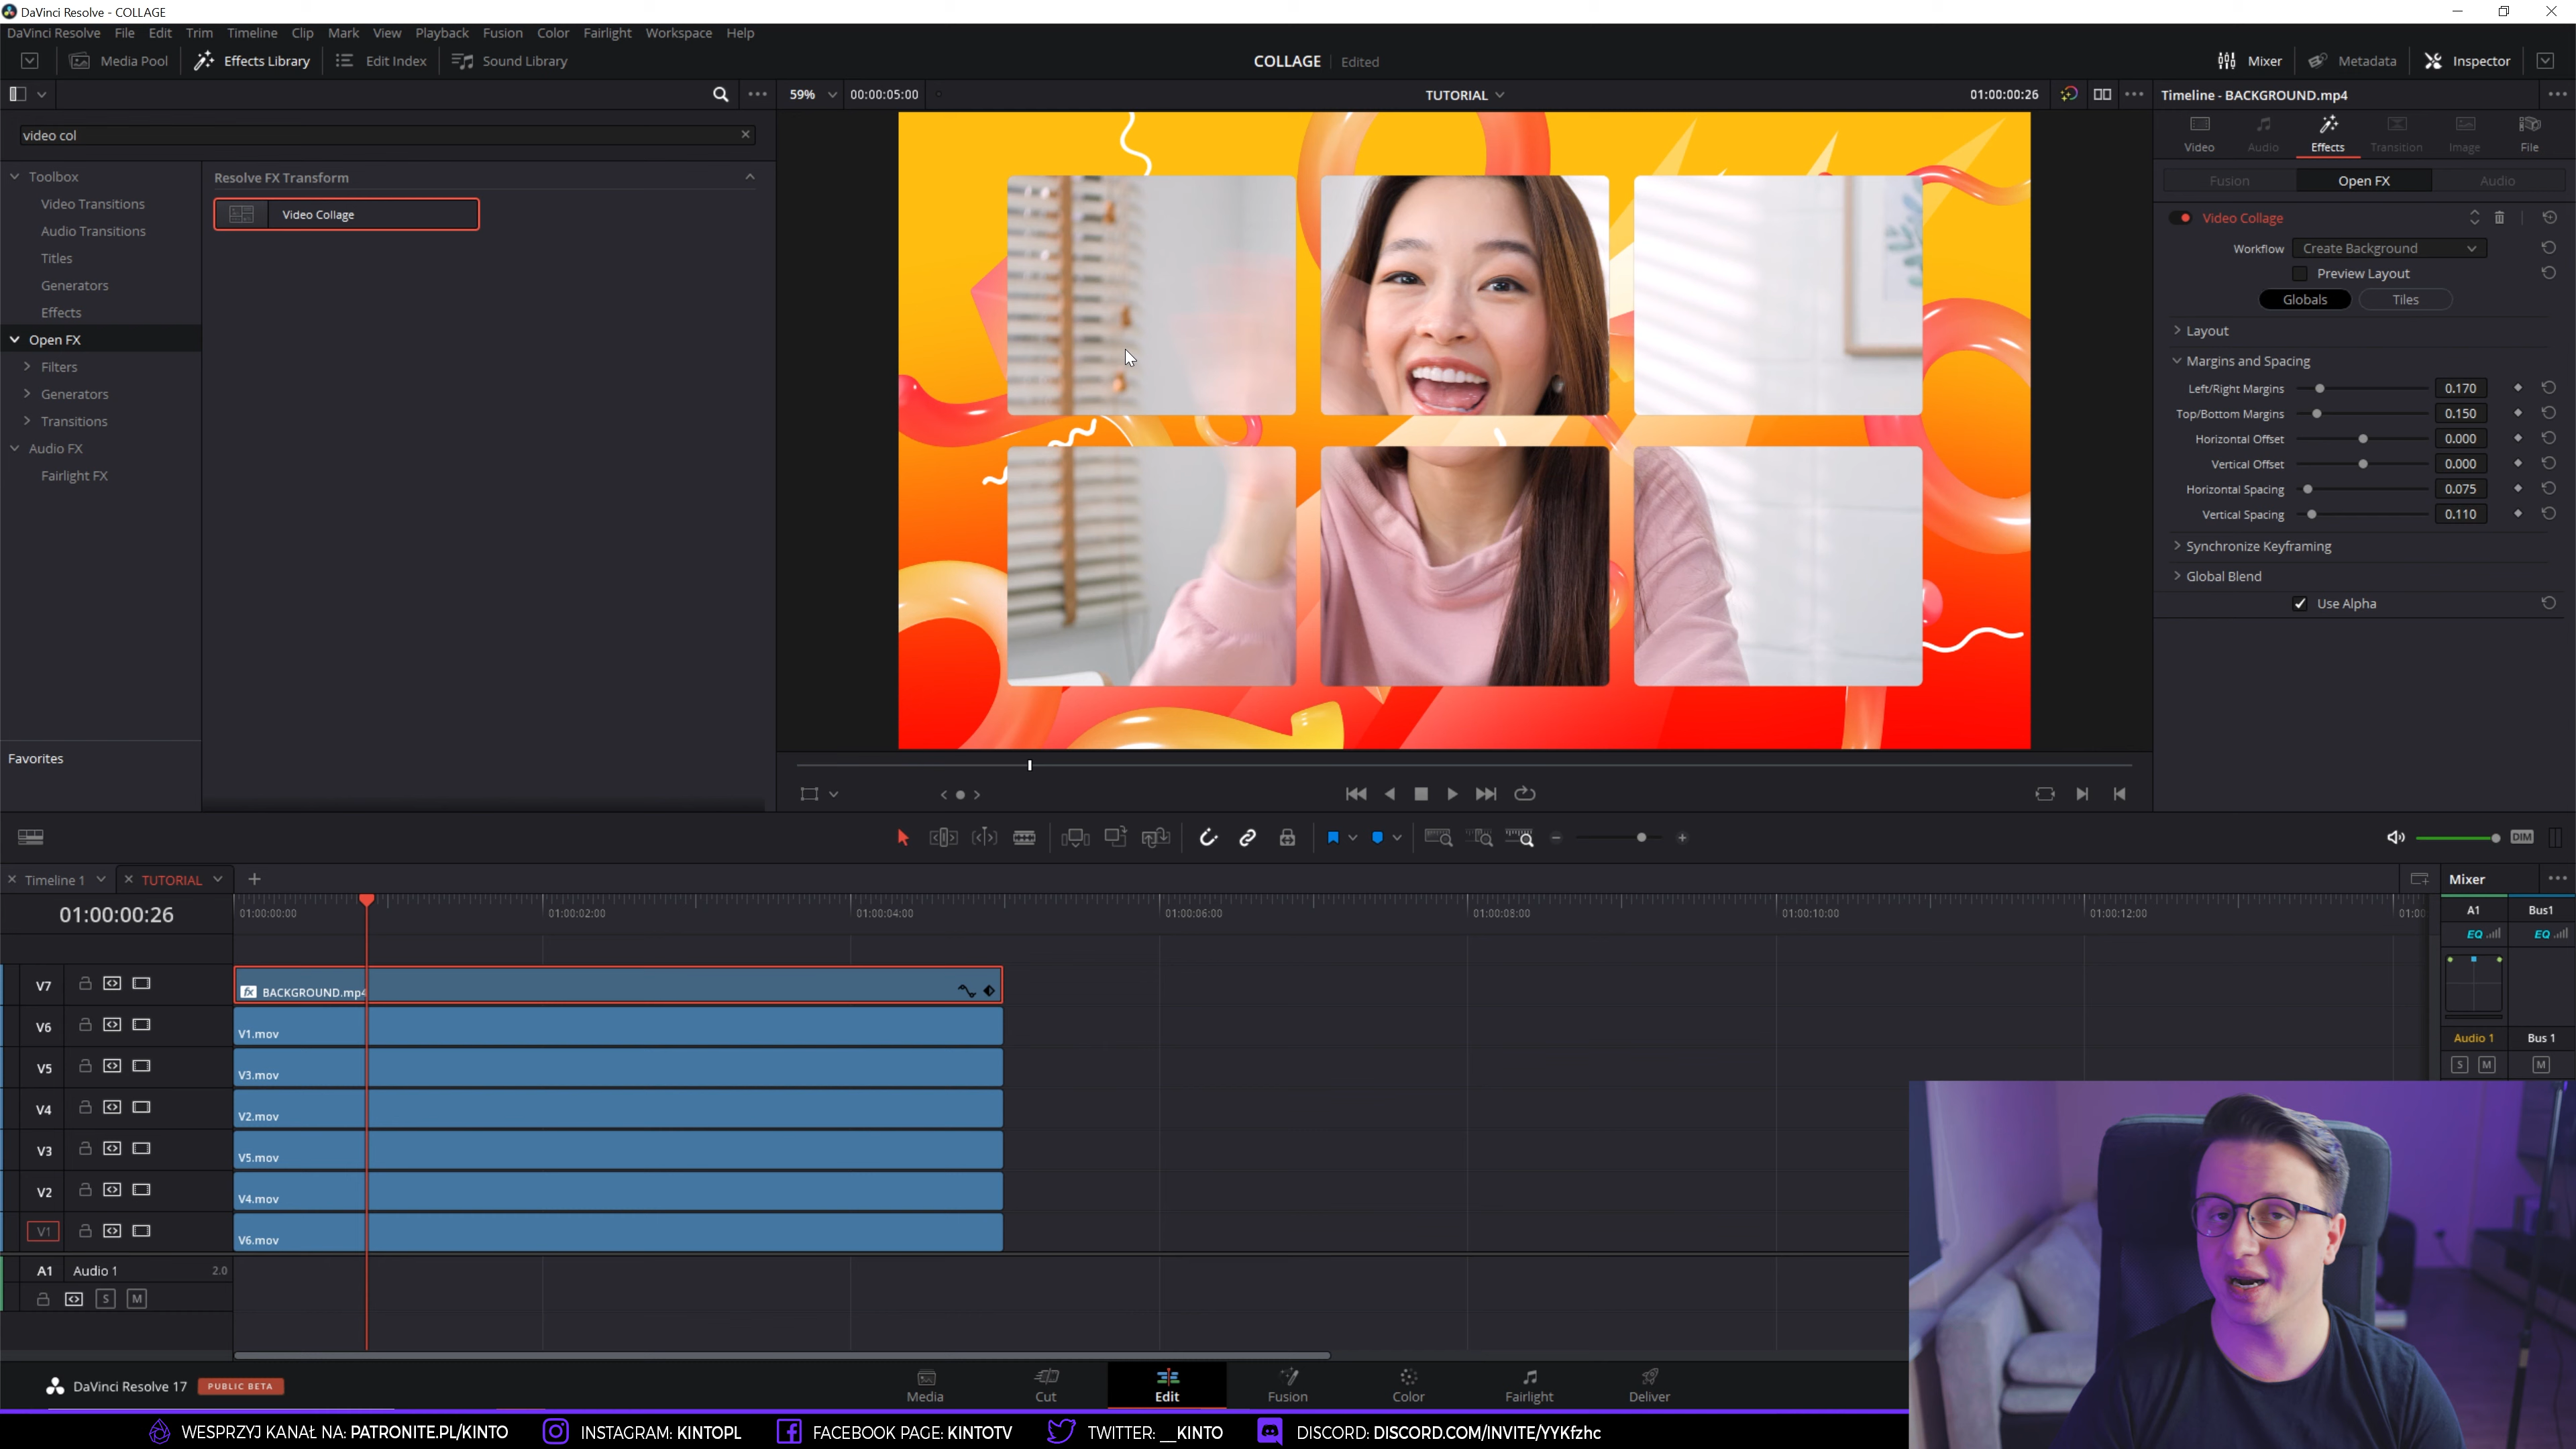 DaVinci Resolve - COLLAGE
DaVinci Resolve File Edit Trim Timeline Clip Mark View Playback Fusion Color Fairlight Workspace Help
Media Pool Effects Library Edit Index Sound Library COLLAGE Edited Mixer Metadata Inspector
59% 00:00:05:00 TUTORIAL 01:00:00:26 Timeline - BACKGROUND.mp4
video col
Toolbox
Video Transitions
Audio Transitions
Titles
Generators
Effects
Open FX
Filters
Generators
Transitions
Audio FX
Fairlight FX
Favorites
Resolve FX Transform
Video Collage
Video Audio Effects Transition Image File
Fusion Open FX Audio
Video Collage
Workflow Create Background
Preview Layout
Globals Tiles
Layout
Margins and Spacing
Left/Right Margins 0.170
Top/Bottom Margins 0.150
Horizontal Offset 0.000
Vertical Offset 0.000
Horizontal Spacing 0.075
Vertical Spacing 0.110
Synchronize Keyframing
Global Blend
Use Alpha
DIM
Timeline 1 TUTORIAL
01:00:00:26
01:00:00:00 01:00:02:00 01:00:04:00 01:00:06:00 01:00:08:00 01:00:10:00 01:00:12:00 01:00
V7 fx BACKGROUND.mp4
V6 V1.mov
V5 V3.mov
V4 V2.mov
V3 V5.mov
V2 V4.mov
V1 V6.mov
A1 Audio 1 2.0
S M
Mixer
A1 Bus1
EQ EQ
Audio 1 Bus 1
S M M
DaVinci Resolve 17 PUBLIC BETA
Media Cut Edit Fusion Color Fairlight Deliver
WESPRZYJ KANAŁ NA: PATRONITE.PL/KINTO INSTAGRAM: KINTOPL FACEBOOK PAGE: KINTOTV TWITTER: __KINTO DISCORD: DISCORD.COM/INVITE/YYKfzhc